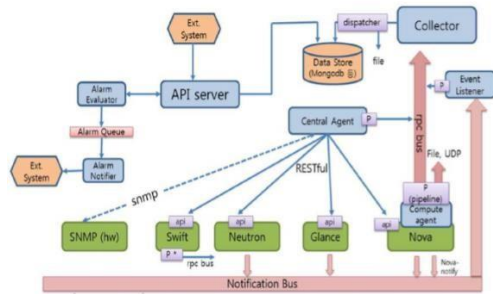 Ext.
System
dispatcher
Collector
Data Store
(Mongodb 등)
file
P
Event
Listener
Alarm
Evaluator
API server
Alarm Queue
Central Agent
P
rpc bus
Ext.
System
Alarm
Notifier
RESTful
File, UDP
snmp
P
(pipeline)
Compute
agent
api
api
api
api
SNMP (hw)
Swift
Neutron
Glance
Nova
P *
rpc bus
Nova-
notify
Notification Bus